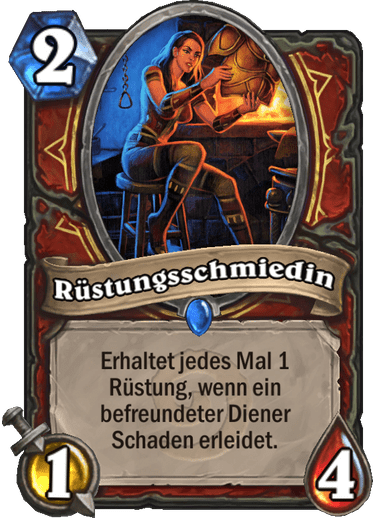 2
Rüstungsschmiedin
Erhaltet jedes Mal 1
Rüstung, wenn ein
befreundeter Diener
Schaden erleidet.
1
4